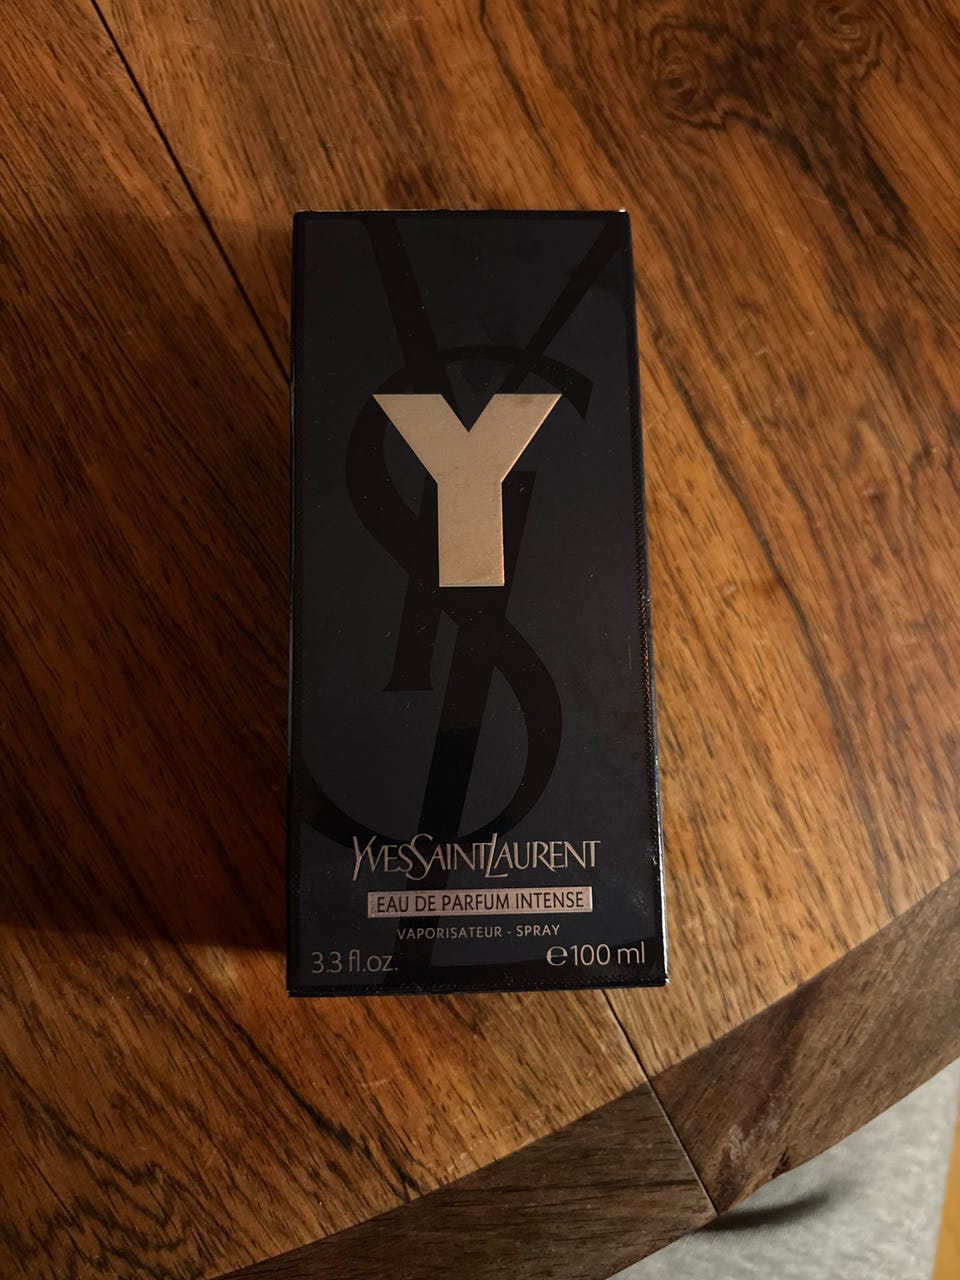 Y
YVESSAINTLAURENT
EAU DE PARFUM INTENSE
VAPORISATEUR - SPRAY
3.3 fl.oz. ℮100 ml